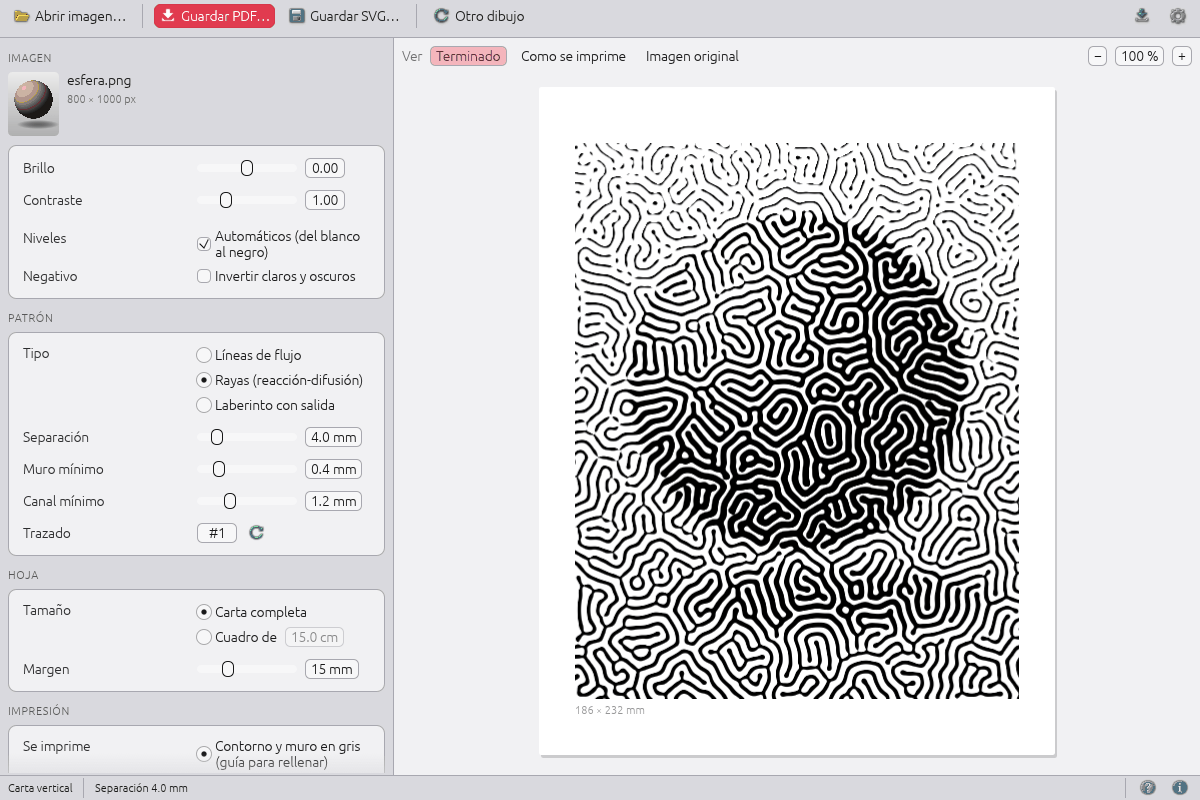 Abrir imagen...
Guardar PDF...
Guardar SVG...
Otro dibujo
IMAGEN
esfera.png
800 × 1000 px
Brillo
0.00
Contraste
1.00
Niveles
Automáticos (del blanco
al negro)
Negativo
Invertir claros y oscuros
PATRÓN
Tipo
Líneas de flujo
Rayas (reacción-difusión)
Laberinto con salida
Separación
4.0 mm
Muro mínimo
0.4 mm
Canal mínimo
1.2 mm
Trazado
#1
HOJA
Tamaño
Carta completa
Cuadro de
15.0 cm
Margen
15 mm
IMPRESIÓN
Se imprime
Contorno y muro en gris
(guía para rellenar)
Ver
Terminado
Como se imprime
Imagen original
−
100 %
+
186 × 232 mm
Carta vertical
Separación 4.0 mm